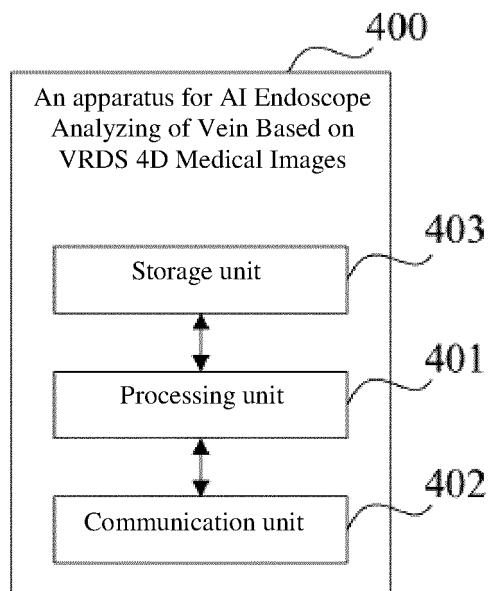 400
An apparatus for AI Endoscope
Analyzing of Vein Based on
VRDS 4D Medical Images
403
Storage unit
401
Processing unit
402
Communication unit